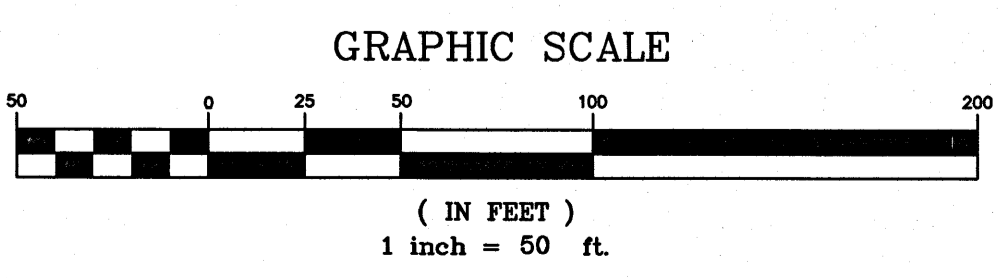 GRAPHIC SCALE
50 0 25 50 100 200
( IN FEET )
1 inch = 50 ft.